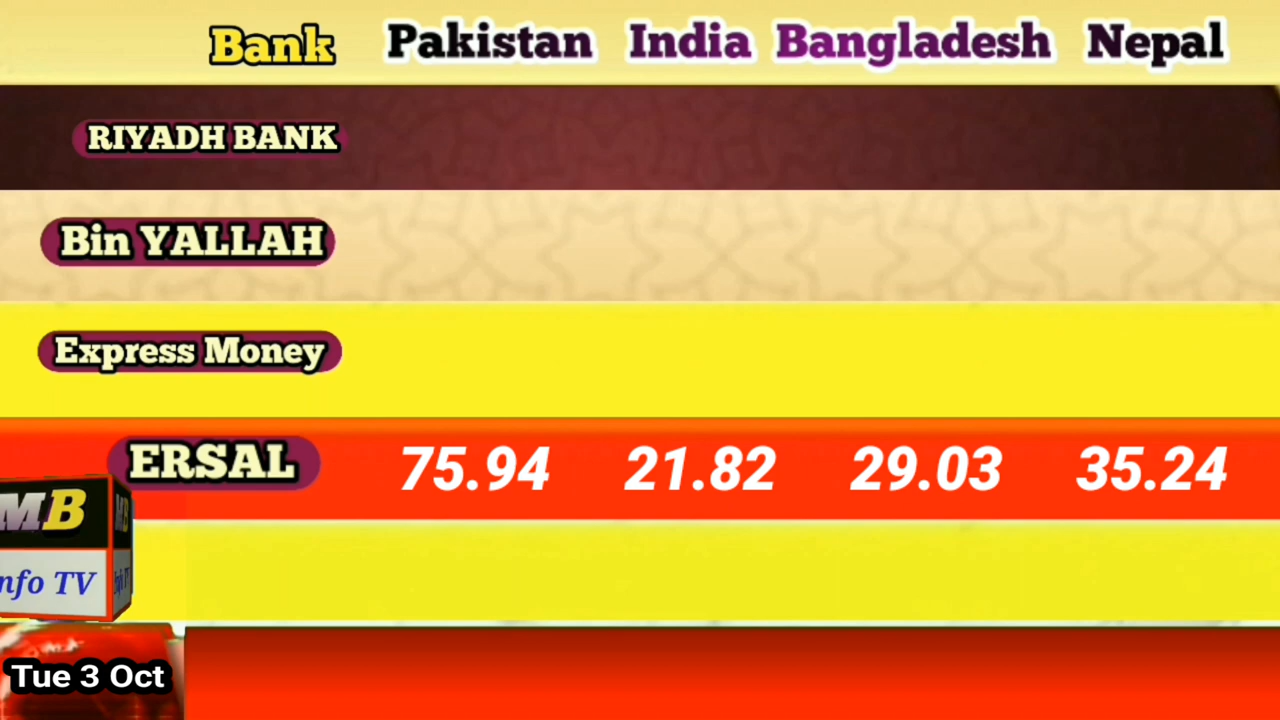 Bank Pakistan India Bangladesh Nepal
RIYADH BANK
Bin YALLAH
Express Money
ERSAL 75.94 21.82 29.03 35.24
MB MB
nfo TV
Tue 3 Oct